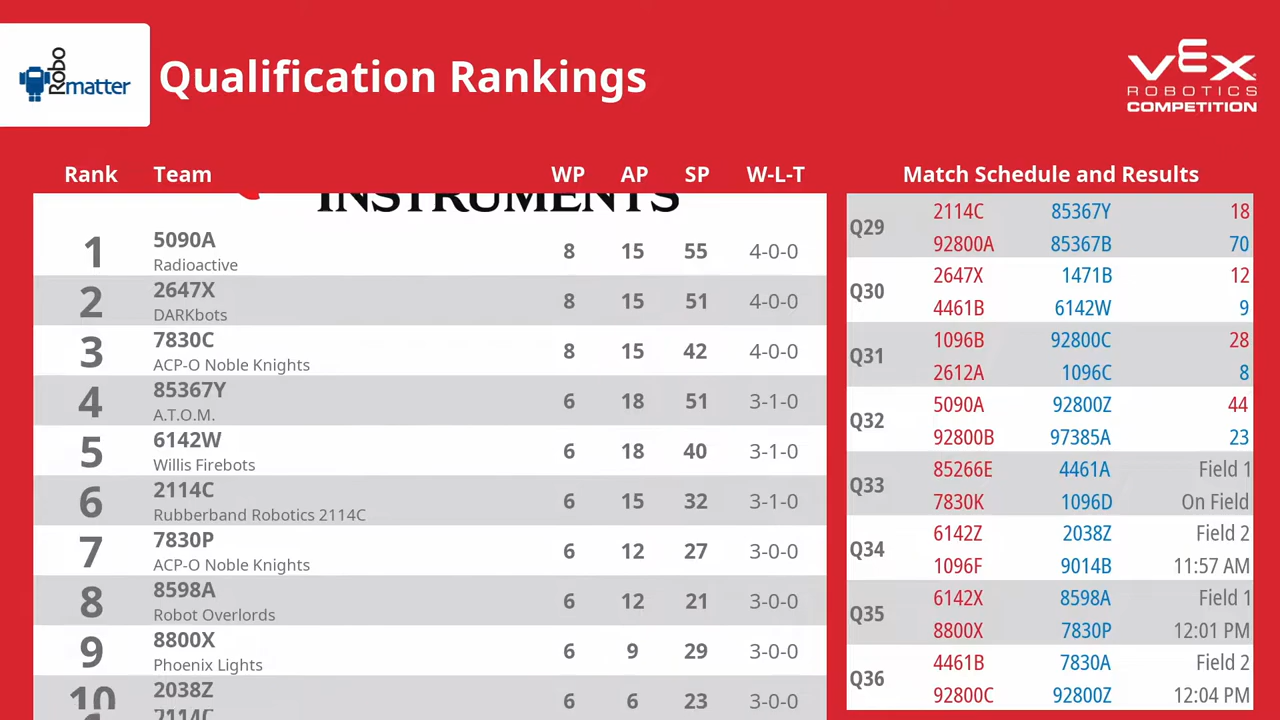 Robo
matter
Qualification Rankings
VEX
ROBOTICS
COMPETITION
Rank Team WP AP SP W-L-T
INSTRUMENTS
1 5090A 8 15 55 4-0-0
Radioactive
2 2647X 8 15 51 4-0-0
DARKbots
3 7830C 8 15 42 4-0-0
ACP-O Noble Knights
4 85367Y 6 18 51 3-1-0
A.T.O.M.
5 6142W 6 18 40 3-1-0
Willis Firebots
6 2114C 6 15 32 3-1-0
Rubberband Robotics 2114C
7 7830P 6 12 27 3-0-0
ACP-O Noble Knights
8 8598A 6 12 21 3-0-0
Robot Overlords
9 8800X 6 9 29 3-0-0
Phoenix Lights
10 2038Z 6 6 23 3-0-0
2114C
Match Schedule and Results
Q29 2114C 85367Y 18
92800A 85367B 70
Q30 2647X 1471B 12
4461B 6142W 9
Q31 1096B 92800C 28
2612A 1096C 8
Q32 5090A 92800Z 44
92800B 97385A 23
Q33 85266E 4461A Field 1
7830K 1096D On Field
Q34 6142Z 2038Z Field 2
1096F 9014B 11:57 AM
Q35 6142X 8598A Field 1
8800X 7830P 12:01 PM
Q36 4461B 7830A Field 2
92800C 92800Z 12:04 PM